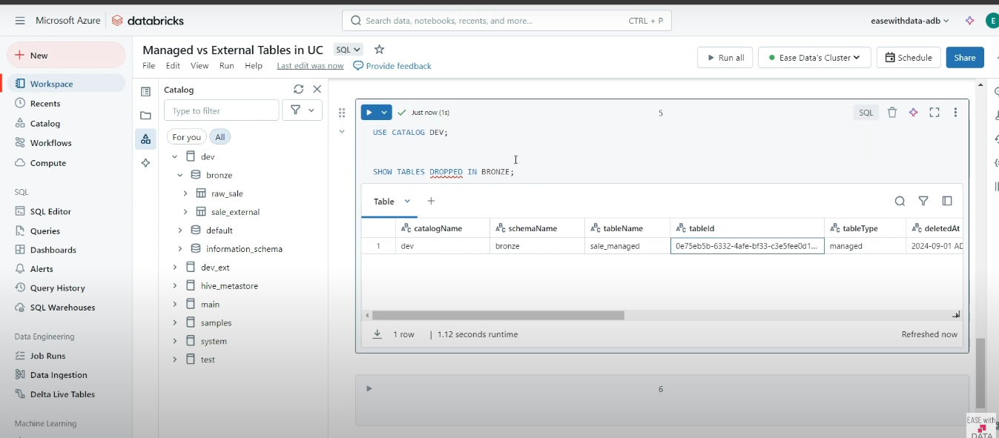 Microsoft Azure
databricks
Search data, notebooks, recents, and more...
CTRL + P
easewithdata-adb
E
New
Workspace
Recents
Catalog
Workflows
Compute
SQL
SQL Editor
Queries
Dashboards
Alerts
Query History
SQL Warehouses
Data Engineering
Job Runs
Data Ingestion
Delta Live Tables
Machine Learning
Managed vs External Tables in UC
SQL
File Edit View Run Help Last edit was now Provide feedback
Run all
Ease Data's Cluster
Schedule
Share
Catalog
Type to filter
For you
All
dev
bronze
raw_sale
sale_external
default
information_schema
dev_ext
hive_metastore
main
samples
system
test
Just now (1s)
5
SQL
USE CATALOG DEV;
SHOW TABLES DROPPED IN BRONZE;
Table
catalogName schemaName tableName tableId tableType deletedAt
1 dev bronze sale_managed 0e75eb5b-6332-4afe-bf33-c3e5fee0d1... managed 2024-09-01 AD
1 row | 1.12 seconds runtime
Refreshed now
6
EASE with
DATA